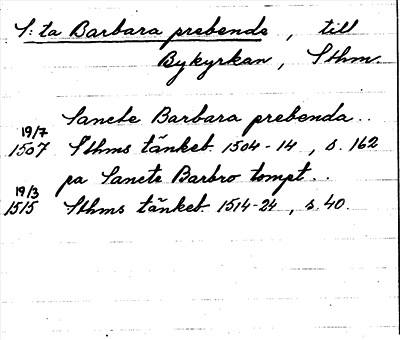 S:ta Barbara prebende, till
Bykyrkan, Sthm.
Sancte Barbara prebenda..
19/7
1507 Sthms tänkeb. 1504-14, s. 162
pa Sancte Barbro tompt..
19/3
1515 Sthms tänkeb. 1514-24, s. 40.